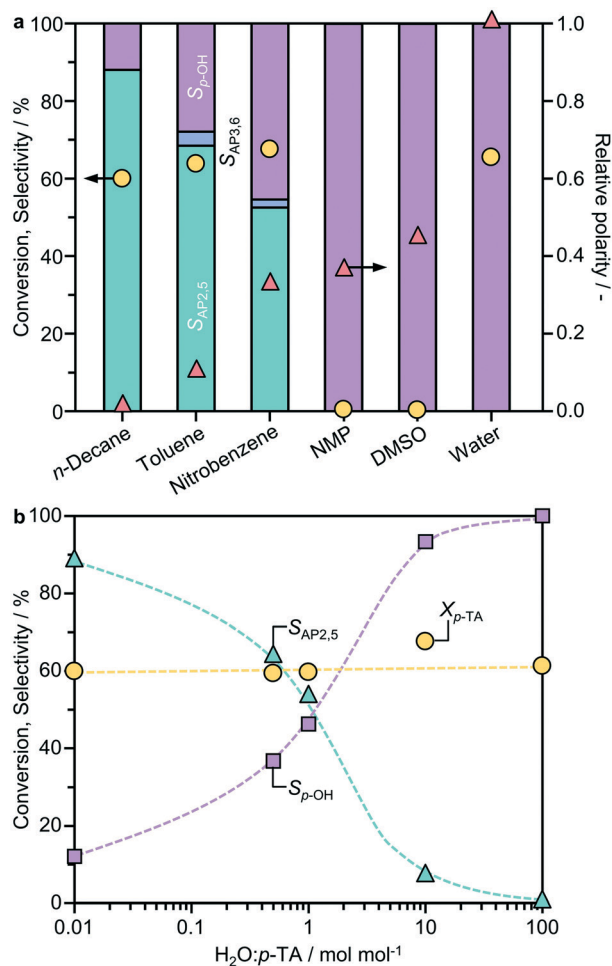 a
100
80
60
40
20
0
Conversion, Selectivity / %
S_p-OH
S_AP3,6
S_AP2,5
1.0
0.8
0.6
0.4
0.2
0.0
Relative polarity / -
n-Decane
Toluene
Nitrobenzene
NMP
DMSO
Water
b
100
80
60
40
20
0
Conversion, Selectivity / %
S_AP2,5
X_p-TA
S_p-OH
0.01
0.1
1
10
100
H2O:p-TA / mol mol⁻¹